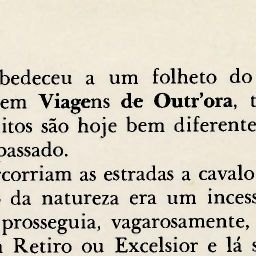 bedeceu a um folheto do
em Viagens de Outr'ora, t
itos são hoje bem diferente
passado.
corriam as estradas a cavalo
da natureza era um incess
prosseguia, vagarosamente,
Retiro ou Excelsior e lá s